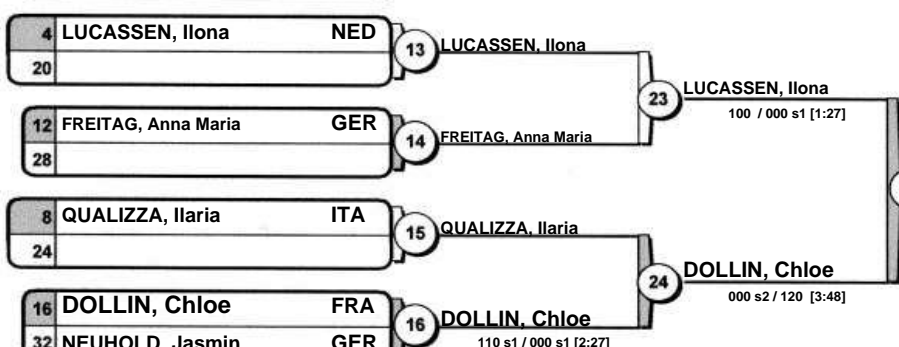 4 LUCASSEN, Ilona NED
20
13 LUCASSEN, Ilona
12 FREITAG, Anna Maria GER
28
14 FREITAG, Anna Maria
23 LUCASSEN, Ilona
100 / 000 s1 [1:27]
8 QUALIZZA, Ilaria ITA
24
15 QUALIZZA, Ilaria
16 DOLLIN, Chloe FRA
32 NEUHOLD, Jasmin GER
16 DOLLIN, Chloe
110 s1 / 000 s1 [2:27]
24 DOLLIN, Chloe
000 s2 / 120 [3:48]